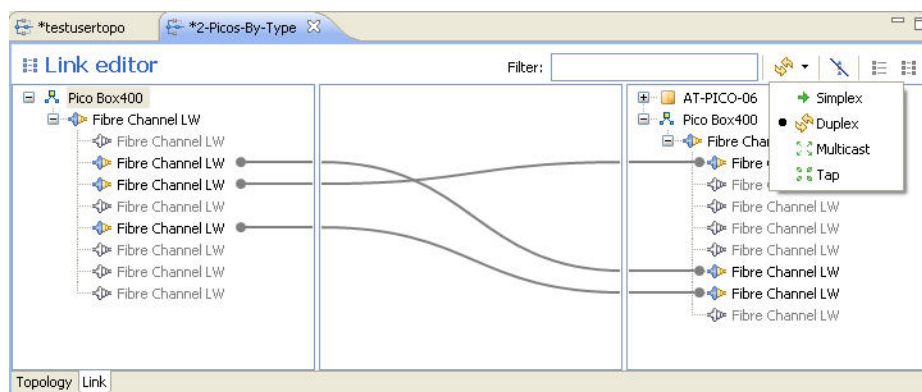 *testusertopo
*2-Picos-By-Type
Link editor
Filter:
Pico Box400
Fibre Channel LW
Fibre Channel LW
Fibre Channel LW
Fibre Channel LW
Fibre Channel LW
Fibre Channel LW
Fibre Channel LW
Fibre Channel LW
Fibre Channel LW
AT-PICO-06
Pico Box400
Fibre Cha
Fibre Channel LW
Fibre Channel LW
Fibre Channel LW
Fibre Channel LW
Fibre Channel LW
Fibre Channel LW
Fibre Channel LW
Fibre Channel LW
Simplex
Duplex
Multicast
Tap
Topology
Link